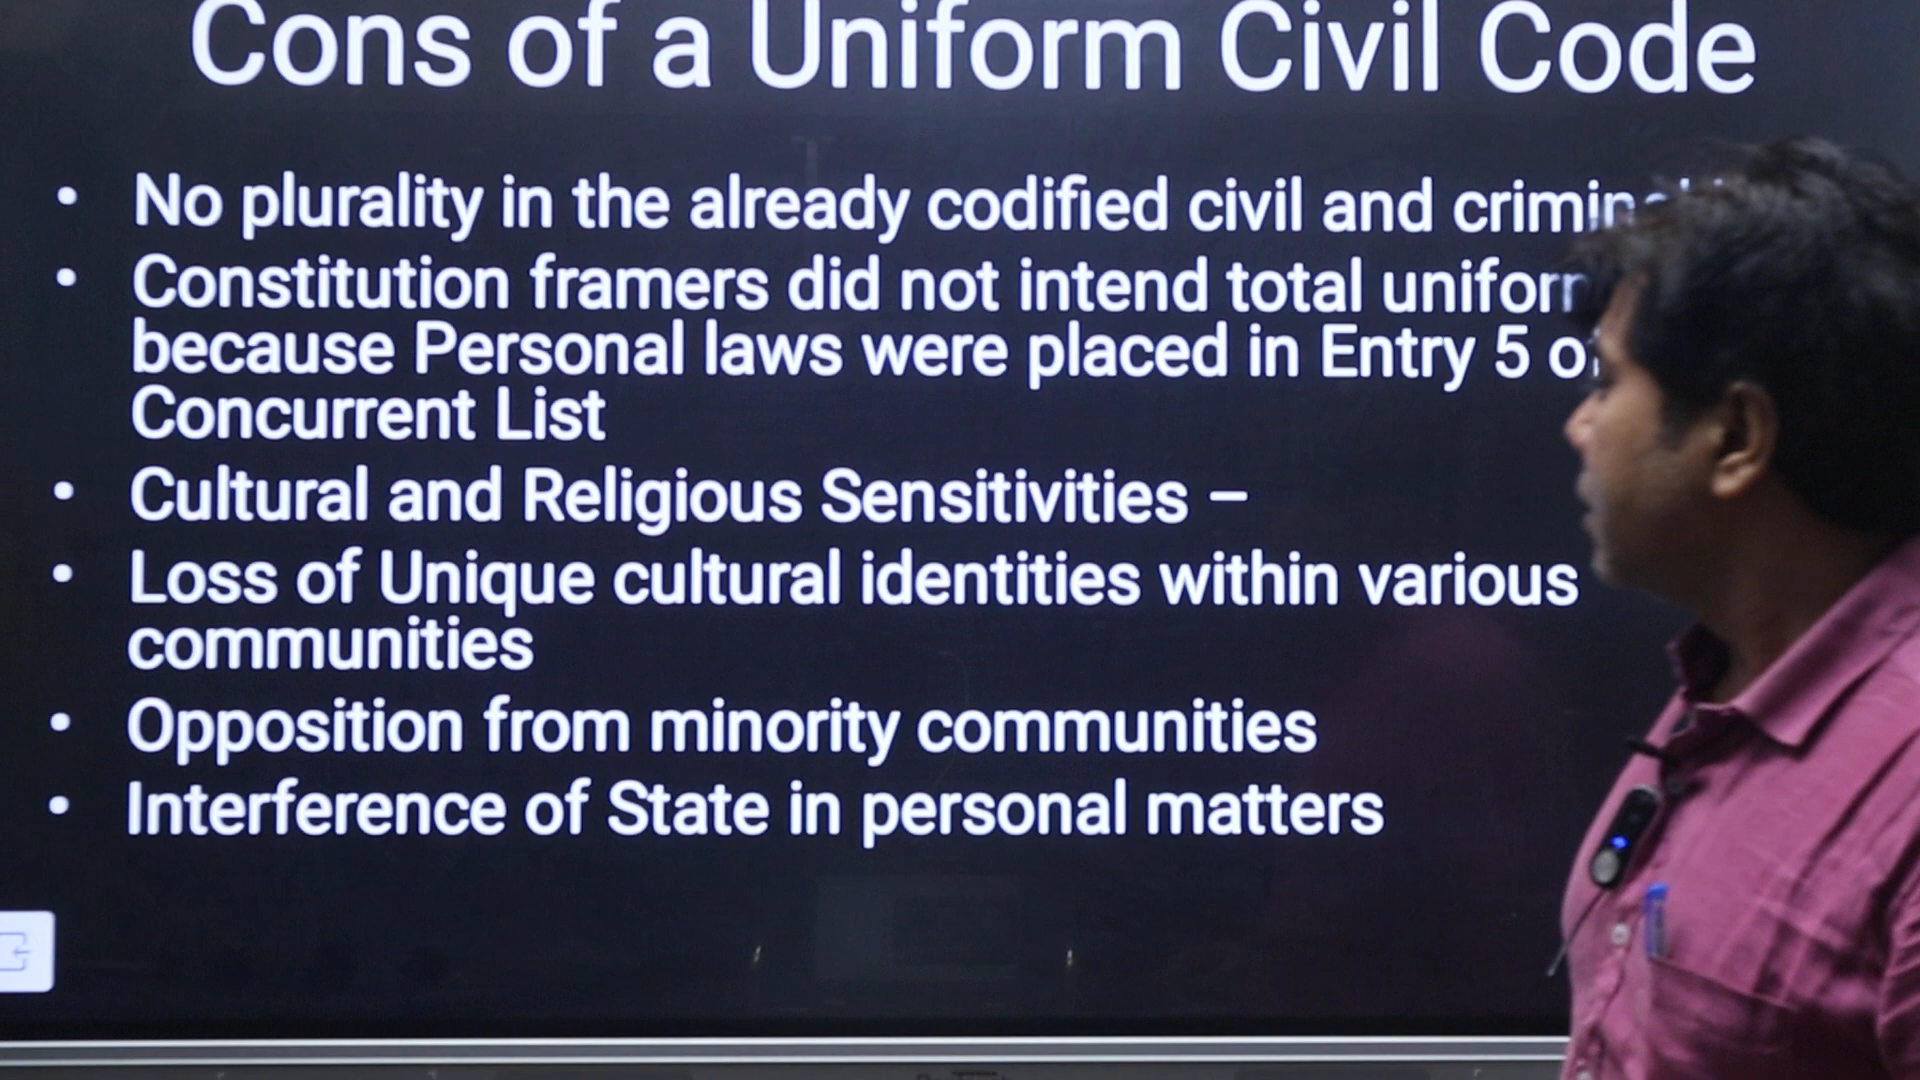 Cons of a Uniform Civil Code
• No plurality in the already codified civil and
• Constitution framers did not intend total
because Personal laws were placed in Entry 5
Concurrent List
• Cultural and Religious Sensitivities –
• Loss of Unique cultural identities within various
communities
• Opposition from minority communities
• Interference of State in personal matters